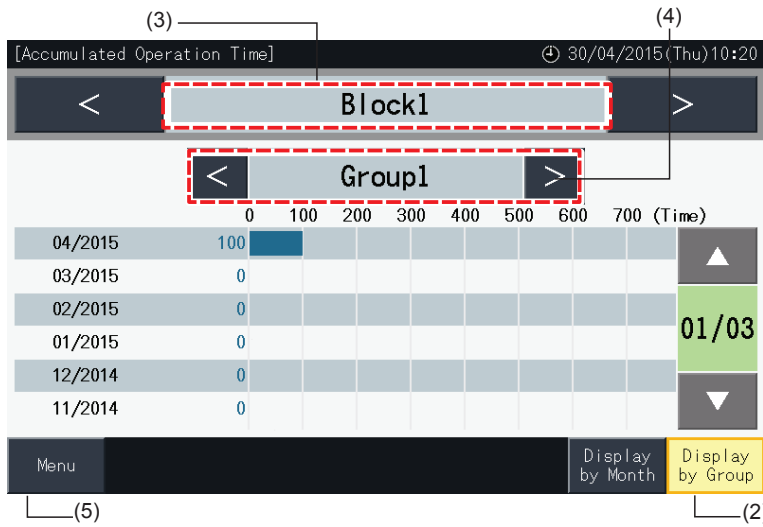 (3)
(4)
[Accumulated Operation Time] 30/04/2015(Thu)10:20
< Block1 >
< Group1 >
0 100 200 300 400 500 600 700 (Time)
04/2015 100
03/2015 0
02/2015 0
01/2015 0
12/2014 0
11/2014 0
01/03
Menu
Display
by Month
Display
by Group
(5)
(2